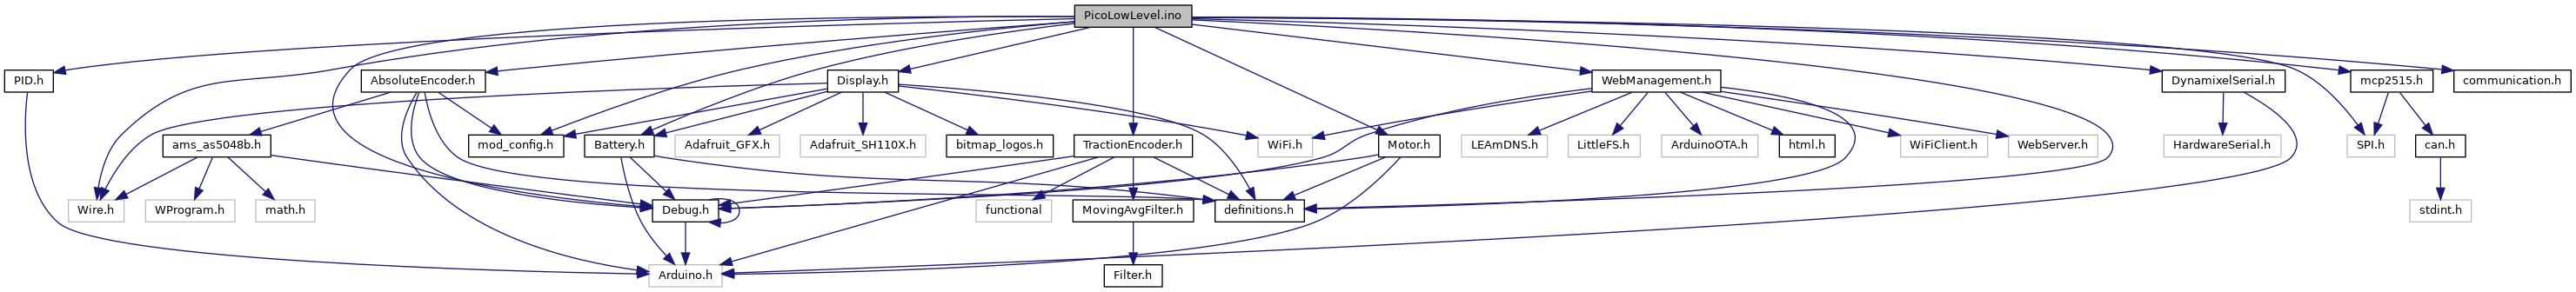 PicoLowLevel.ino
PID.h
AbsoluteEncoder.h
Display.h
WebManagement.h
DynamixelSerial.h
mcp2515.h
communication.h
ams_as5048b.h
mod_config.h
Battery.h
Adafruit_GFX.h
Adafruit_SH110X.h
bitmap_logos.h
TractionEncoder.h
WiFi.h
Motor.h
LEAmDNS.h
LittleFS.h
ArduinoOTA.h
html.h
WiFiClient.h
WebServer.h
HardwareSerial.h
SPI.h
can.h
Wire.h
WProgram.h
math.h
Debug.h
functional
MovingAvgFilter.h
definitions.h
stdint.h
Arduino.h
Filter.h